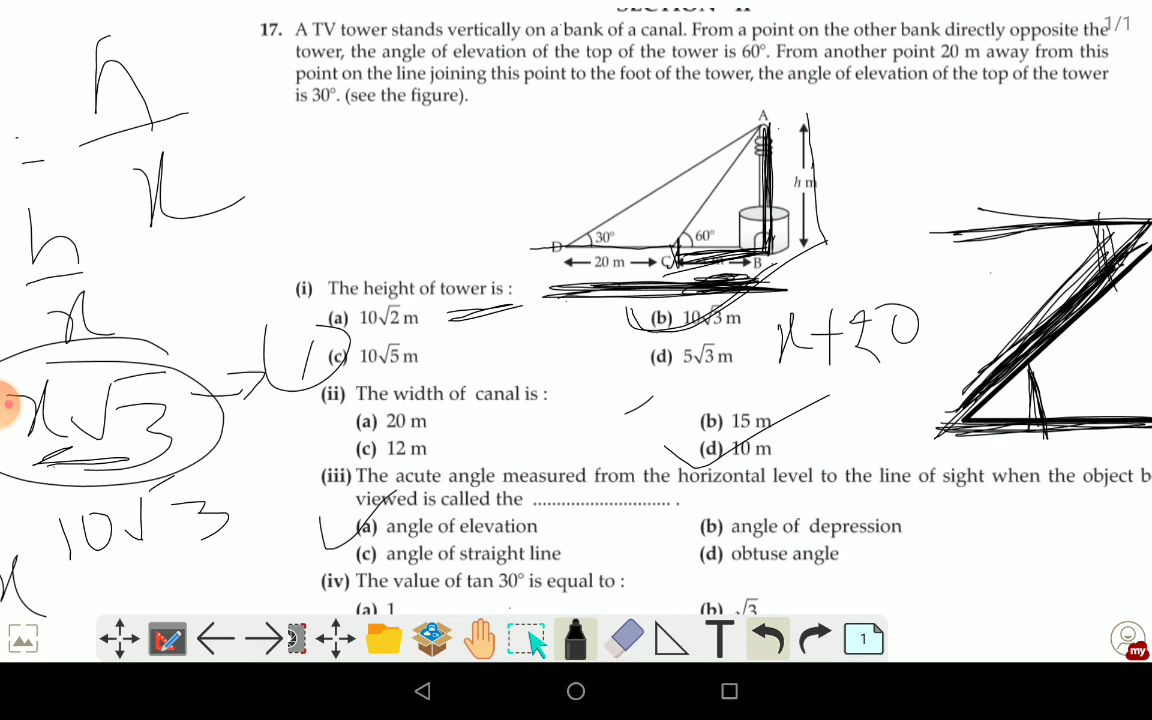 1/1
17. A TV tower stands vertically on a bank of a canal. From a point on the other bank directly opposite the
tower, the angle of elevation of the top of the tower is 60°. From another point 20 m away from this
point on the line joining this point to the foot of the tower, the angle of elevation of the top of the tower
is 30°. (see the figure).
A
h m
30°
60°
D
20 m
C
B
(i) The height of tower is :
(a) 10√2 m
(b) 10√3 m
(c) 10√5 m
(d) 5√3 m
(ii) The width of canal is :
(a) 20 m
(b) 15 m
(c) 12 m
(d) 10 m
(iii) The acute angle measured from the horizontal level to the line of sight when the object b
viewed is called the .............................. .
(a) angle of elevation
(b) angle of depression
(c) angle of straight line
(d) obtuse angle
(iv) The value of tan 30° is equal to :
(a) 1
(b) √3
= h
x
h
x
x√3
1
10√3
x
x+20
T
1
my